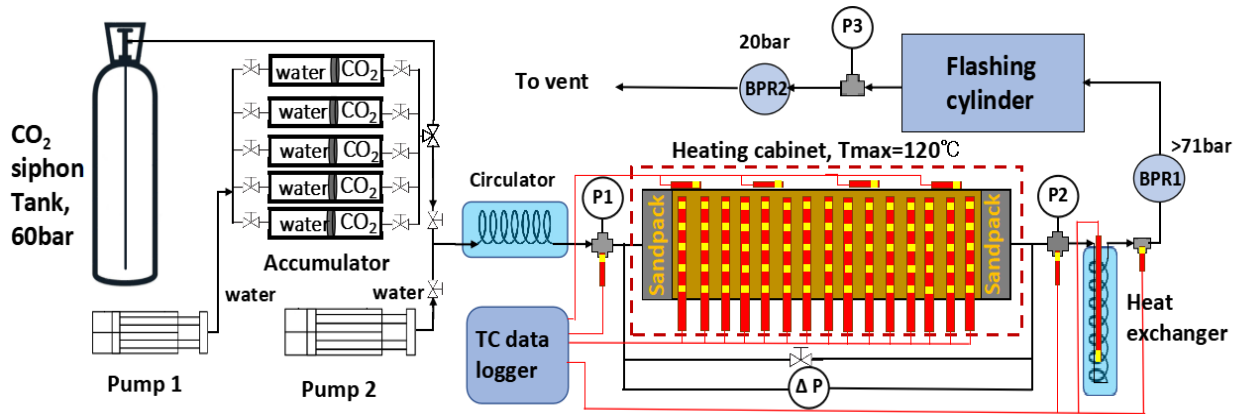 CO2
siphon
Tank,
60bar
water CO2
water CO2
water CO2
water CO2
water CO2
Accumulator
water
water
Pump 1
Pump 2
Circulator
P1
To vent
20bar
BPR2
P3
Flashing
cylinder
>71bar
BPR1
Heating cabinet, Tmax=120℃
Sandpack
Sandpack
P2
Heat
exchanger
TC data
logger
Δ P